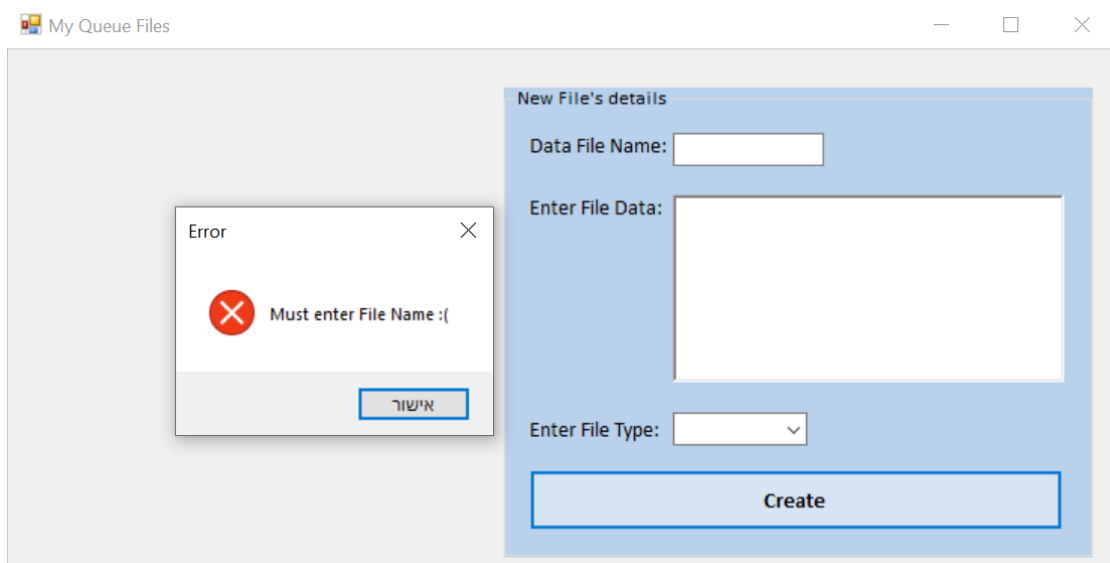 My Queue Files
New File's details
Data File Name:
Enter File Data:
Error
Must enter File Name :(
אישור
Enter File Type:
Create